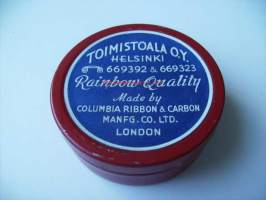 TOIMISTOALA O.Y.
HELSINKI
☎ 669392 & 669323
Rainbow Quality
Made by
COLUMBIA RIBBON & CARBON
MANFG. CO. LTD.
LONDON